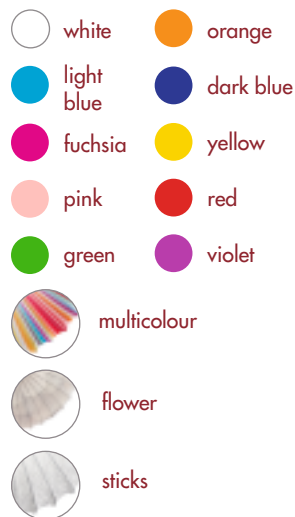 white
orange
light
blue
dark blue
fuchsia
yellow
pink
red
green
violet
multicolour
flower
sticks